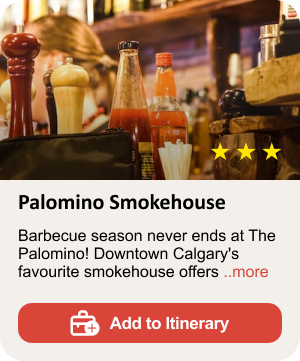 Palomino Smokehouse
Barbecue season never ends at The
Palomino! Downtown Calgary's
favourite smokehouse offers ..more
Add to Itinerary